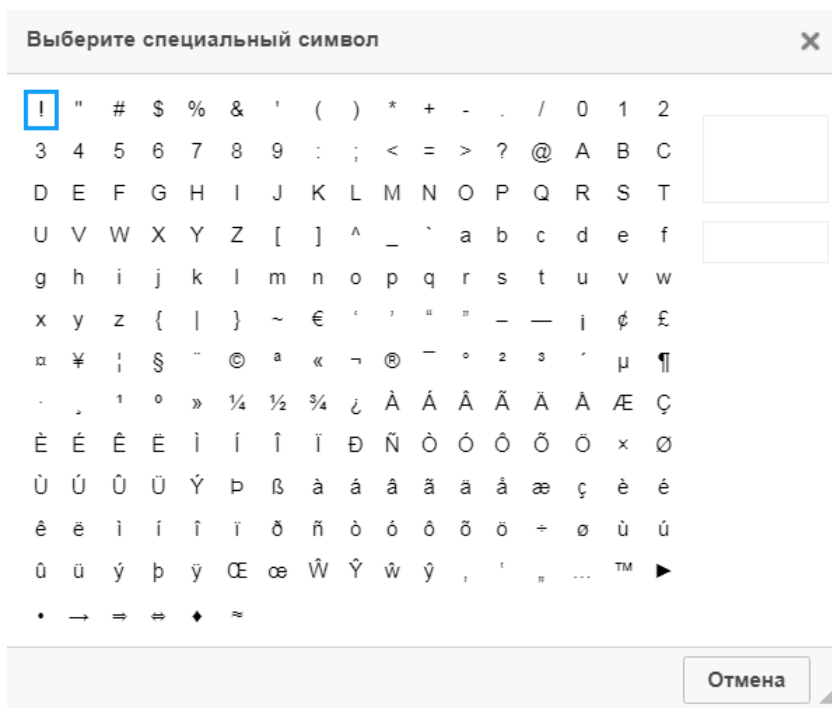 Выберите специальный символ ×
! " # $ % & ' ( ) * + - . / 0 1 2
3 4 5 6 7 8 9 : ; < = > ? @ A B C
D E F G H I J K L M N O P Q R S T
U V W X Y Z [ ] ^ _ ` a b c d e f
g h i j k l m n o p q r s t u v w
x y z { | } ~ € ‘ ’ “ ” – — ¡ ¢ £
¤ ¥ ¦ § ¨ © ª « ¬ ® ¯ ° ² ³ ´ µ ¶
· ¸ ¹ º » ¼ ½ ¾ ¿ À Á Â Ã Ä Å Æ Ç
È É Ê Ë Ì Í Î Ï Ð Ñ Ò Ó Ô Õ Ö × Ø
Ù Ú Û Ü Ý Þ ß à á â ã ä å æ ç è é
ê ë ì í î ï ð ñ ò ó ô õ ö ÷ ø ù ú
û ü ý þ ÿ Œ œ Ŵ Ŷ ŵ ŷ ‚ ‛ „ … ™ ►
• → ⇒ ⇔ ♦ ≈
Отмена